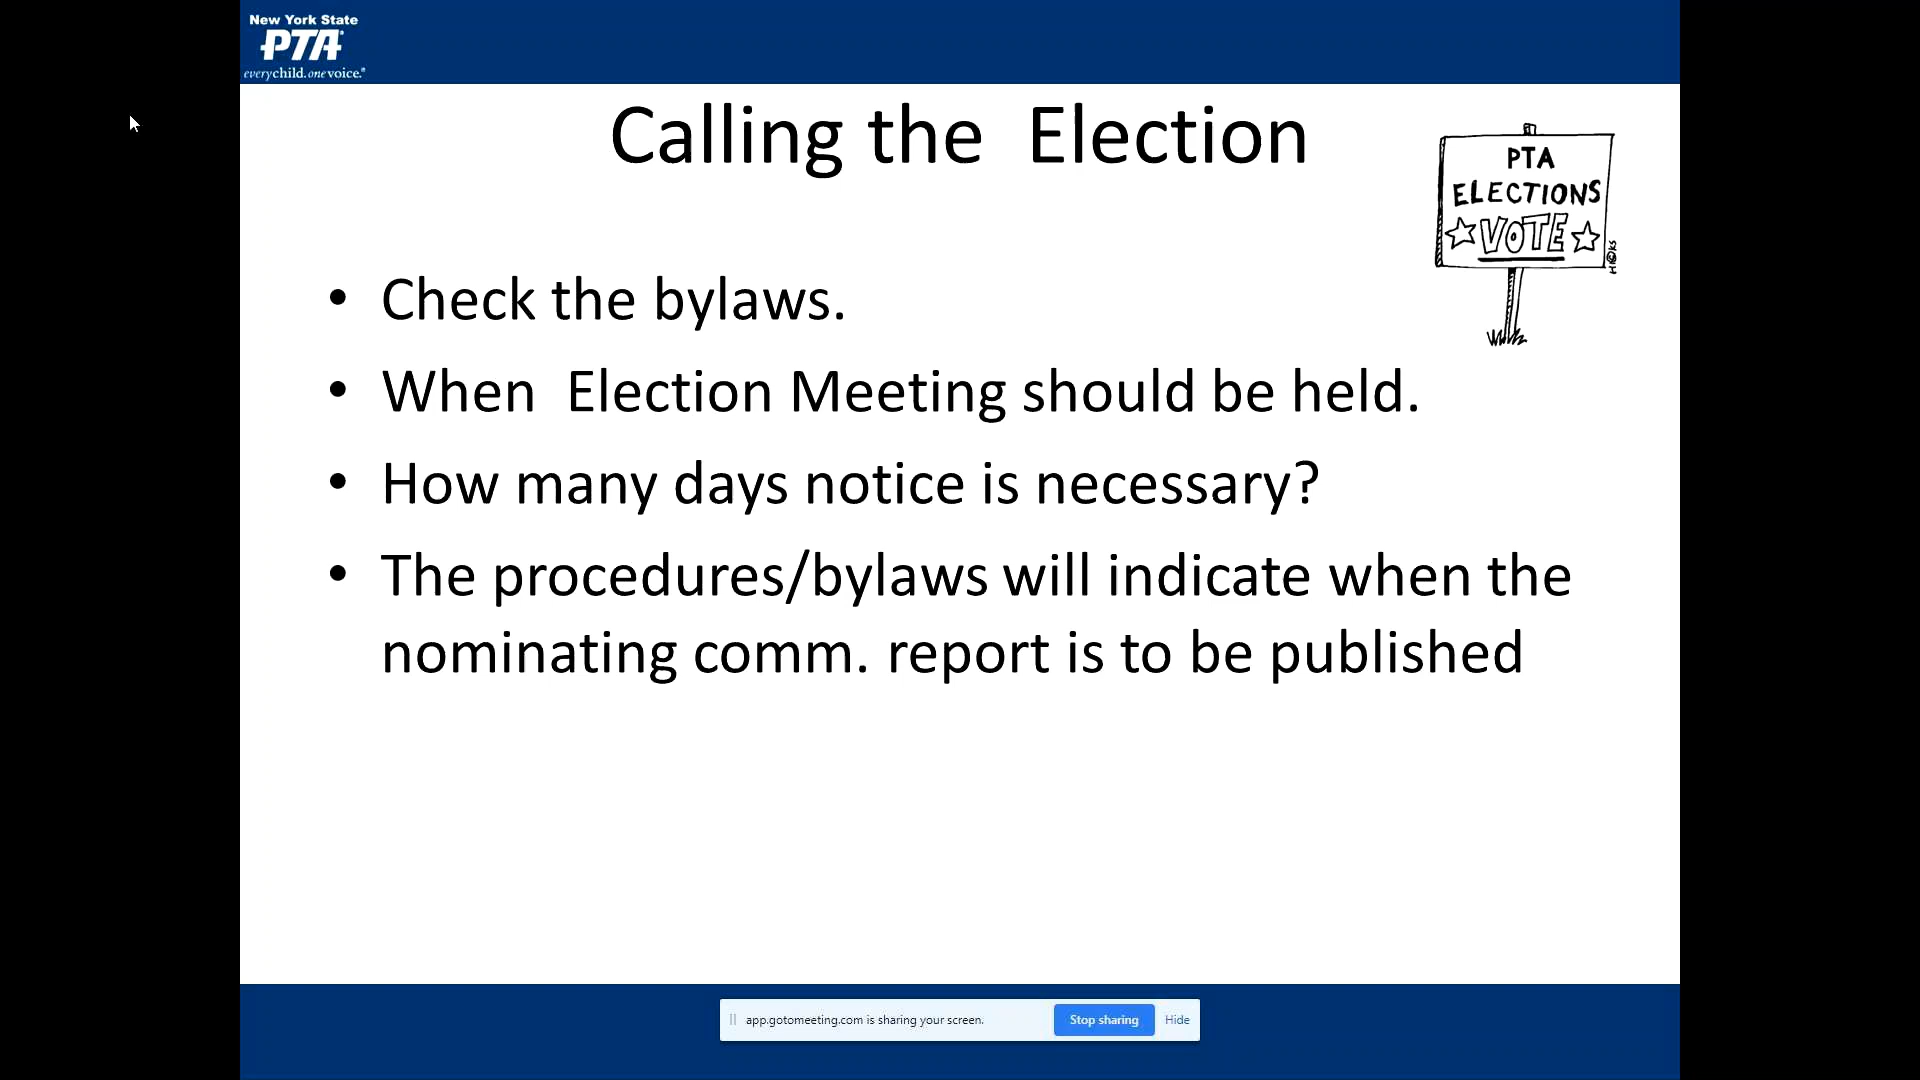 New York State
PTA
everychild.onevoice.®
Calling the  Election
PTA
ELECTIONS
VOTE
• Check the bylaws.
• When  Election Meeting should be held.
• How many days notice is necessary?
• The procedures/bylaws will indicate when the
nominating comm. report is to be published
app.gotomeeting.com is sharing your screen.
Stop sharing
Hide